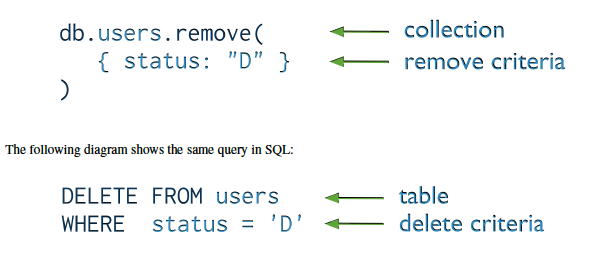 db.users.remove( collection
{ status: "D" } remove criteria
)
The following diagram shows the same query in SQL:
DELETE FROM users table
WHERE status = 'D' delete criteria